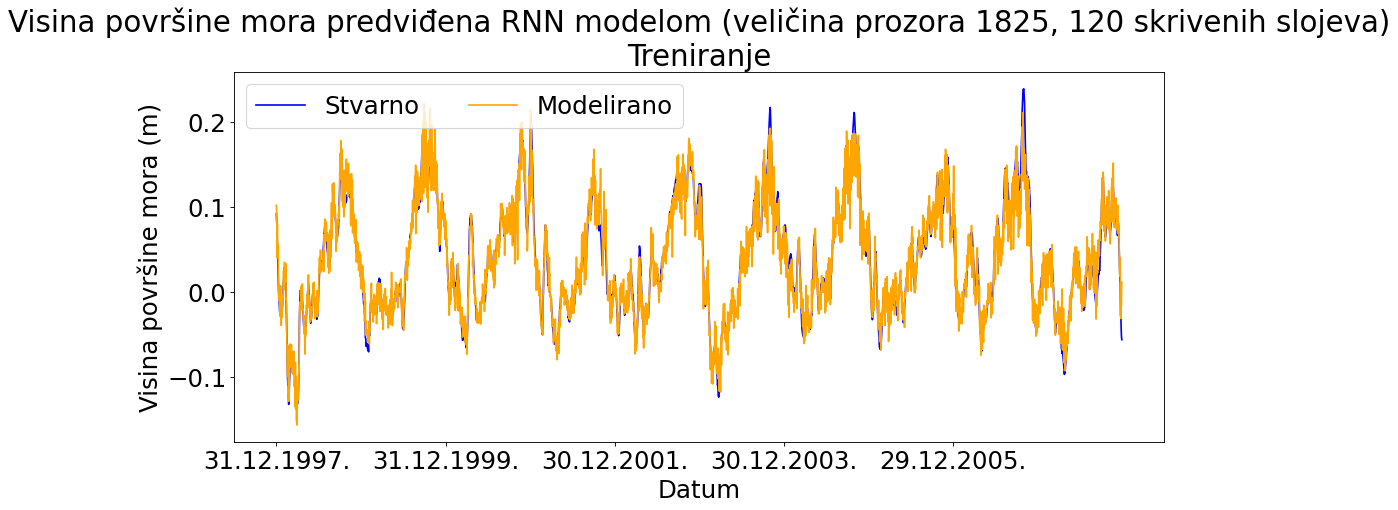 Visina površine mora predviđena RNN modelom (veličina prozora 1825, 120 skrivenih slojeva)
Treniranje
Stvarno Modelirano
Visina površine mora (m)
0.2
0.1
0.0
−0.1
31.12.1997. 31.12.1999. 30.12.2001. 30.12.2003. 29.12.2005.
Datum